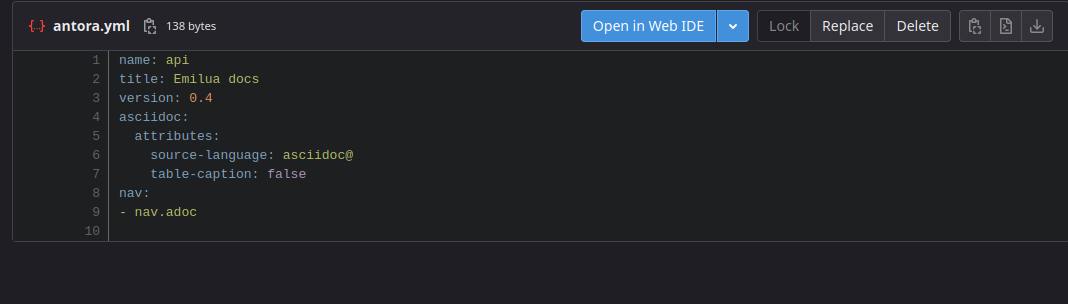 {..} antora.yml 138 bytes Open in Web IDE Lock Replace Delete
1 name: api
2 title: Emilua docs
3 version: 0.4
4 asciidoc:
5   attributes:
6     source-language: asciidoc@
7     table-caption: false
8 nav:
9 - nav.adoc
10